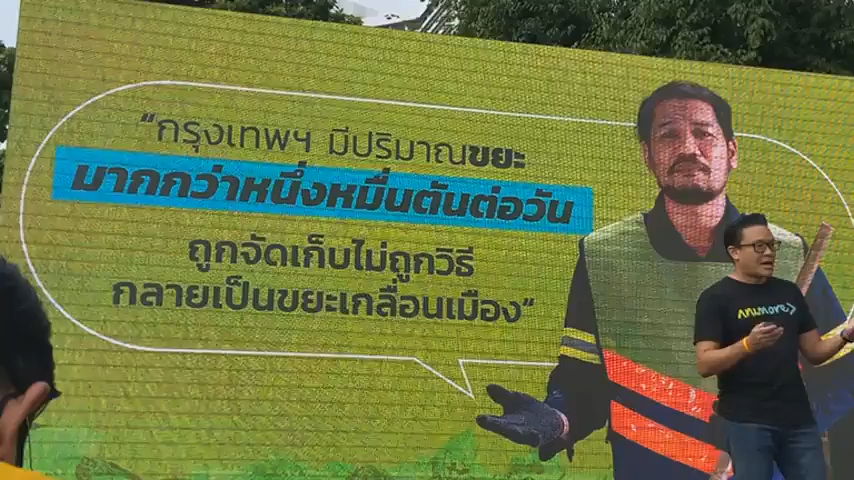 “กรุงเทพฯ มีปริมาณขยะ
มากกว่าหนึ่งหมื่นตันต่อวัน
ถูกจัดเก็บไม่ถูกวิธี
กลายเป็นขยะเกลื่อนเมือง”